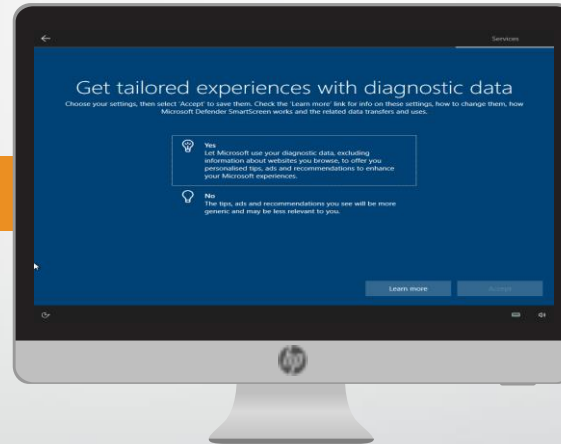 Services
Get tailored experiences with diagnostic data
Choose your settings, then select 'Accept' to save them. Check the 'Learn more' link for info on these settings, how to change them, how
Microsoft Defender SmartScreen works and the related data transfers and uses.
Yes
Let Microsoft use your diagnostic data, excluding
information about websites you browse, to offer you
personalised tips, ads and recommendations to enhance
your Microsoft experiences.
No
The tips, ads and recommendations you see will be more
generic and may be less relevant to you.
Learn more
Accept
hp